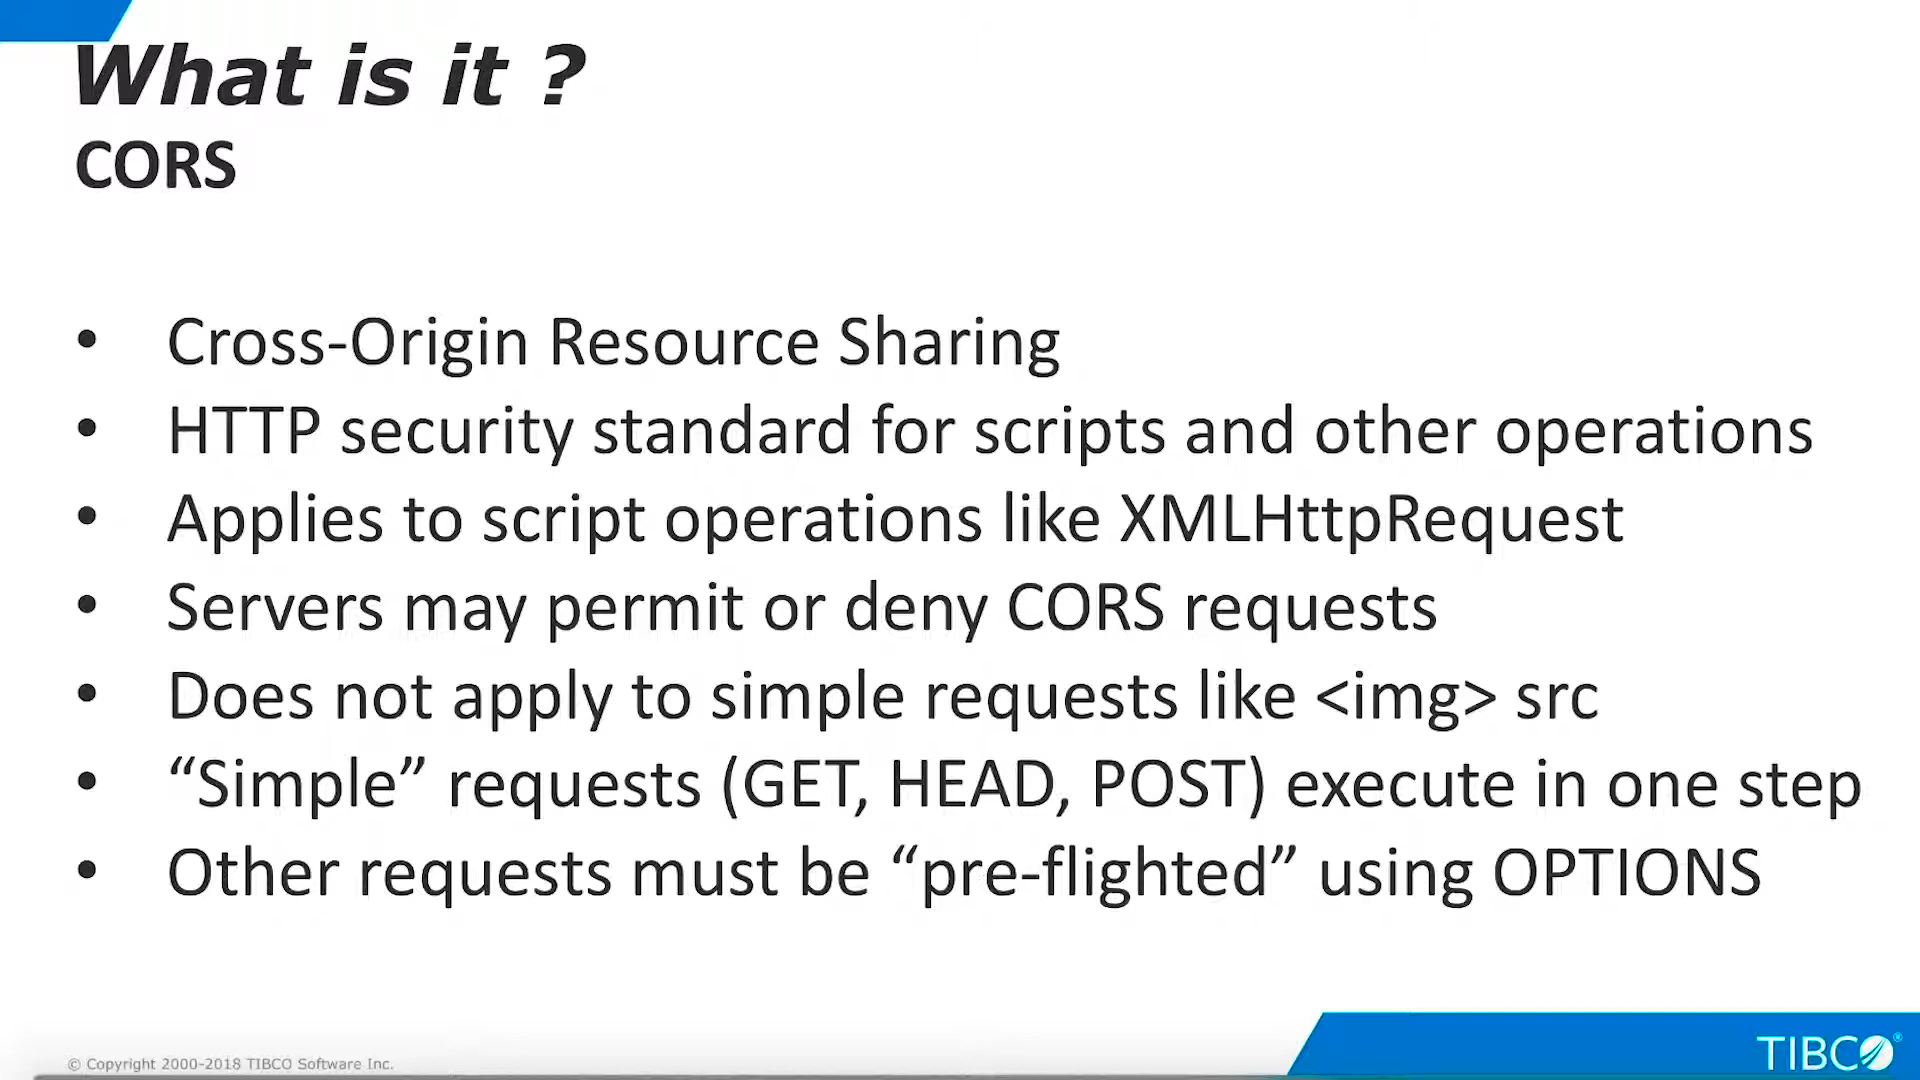 What is it ?
CORS
• Cross-Origin Resource Sharing
• HTTP security standard for scripts and other operations
• Applies to script operations like XMLHttpRequest
• Servers may permit or deny CORS requests
• Does not apply to simple requests like <img> src
• “Simple” requests (GET, HEAD, POST) execute in one step
• Other requests must be “pre-flighted” using OPTIONS
© Copyright 2000-2018 TIBCO Software Inc.
TIBCO®